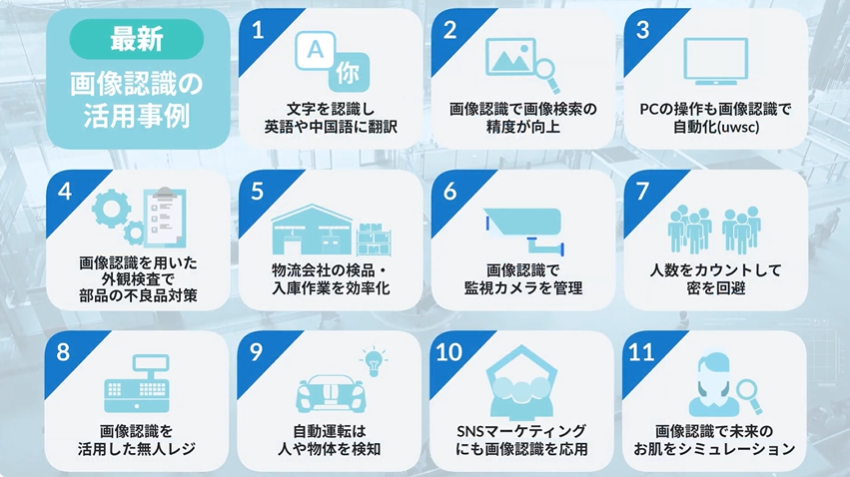 最新
画像認識の
活用事例
1
A
你
文字を認識し
英語や中国語に翻訳
2
画像認識で画像検索の
精度が向上
3
PCの操作も画像認識で
自動化(uwsc)
4
画像認識を用いた
外観検査で
部品の不良品対策
5
物流会社の検品・
入庫作業を効率化
6
画像認識で
監視カメラを管理
7
人数をカウントして
密を回避
8
画像認識を
活用した無人レジ
9
自動運転は
人や物体を検知
10
SNSマーケティング
にも画像認識を応用
11
画像認識で未来の
お肌をシミュレーション